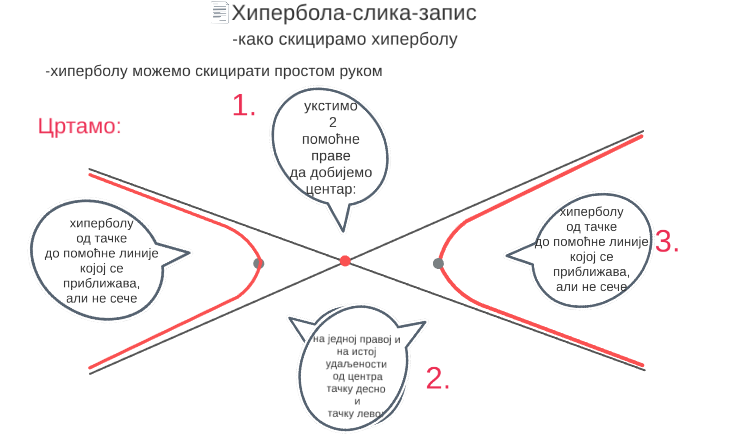 Хипербола-слика-запис
-како скицирамо хиперболу
-хиперболу можемо скицирати простом руком
Цртамо:
1.
укстимо
2
помоћне
праве
да добијемо
центар:
хиперболу
од тачке
до помоћне линије
којој се
приближава,
али не сече
хиперболу
од тачке
до помоћне линије
којој се
приближава,
али не сече
3.
на једној правој и
на истој
удаљености
од центра
тачку десно
и
тачку лево:
2.